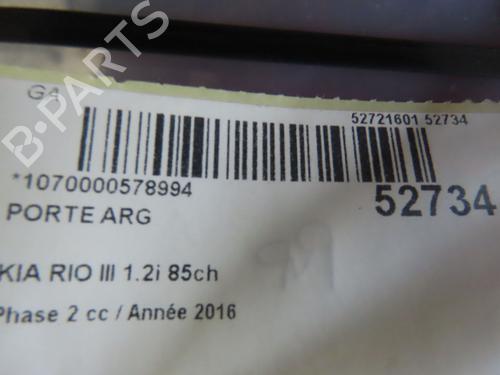 G4
52721601 52734
*1070000578994
52734
PORTE ARG
KIA RIO III 1.2i 85ch
Phase 2 cc / Année 2016
B-PARTS